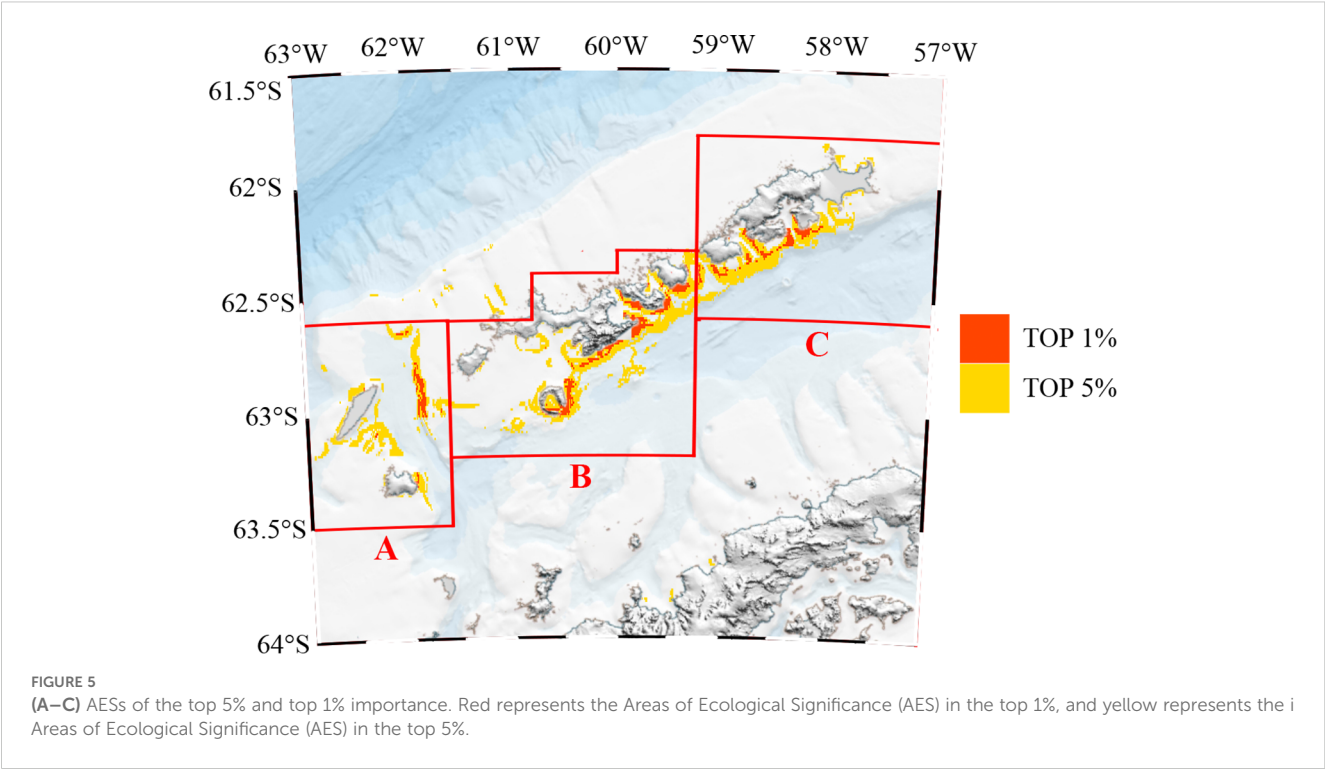 63°W 62°W 61°W 60°W 59°W 58°W 57°W
61.5°S
62°S
62.5°S
63°S
63.5°S
64°S
A
B
C
TOP 1%
TOP 5%
FIGURE 5
(A–C) AESs of the top 5% and top 1% importance. Red represents the Areas of Ecological Significance (AES) in the top 1%, and yellow represents the i
Areas of Ecological Significance (AES) in the top 5%.